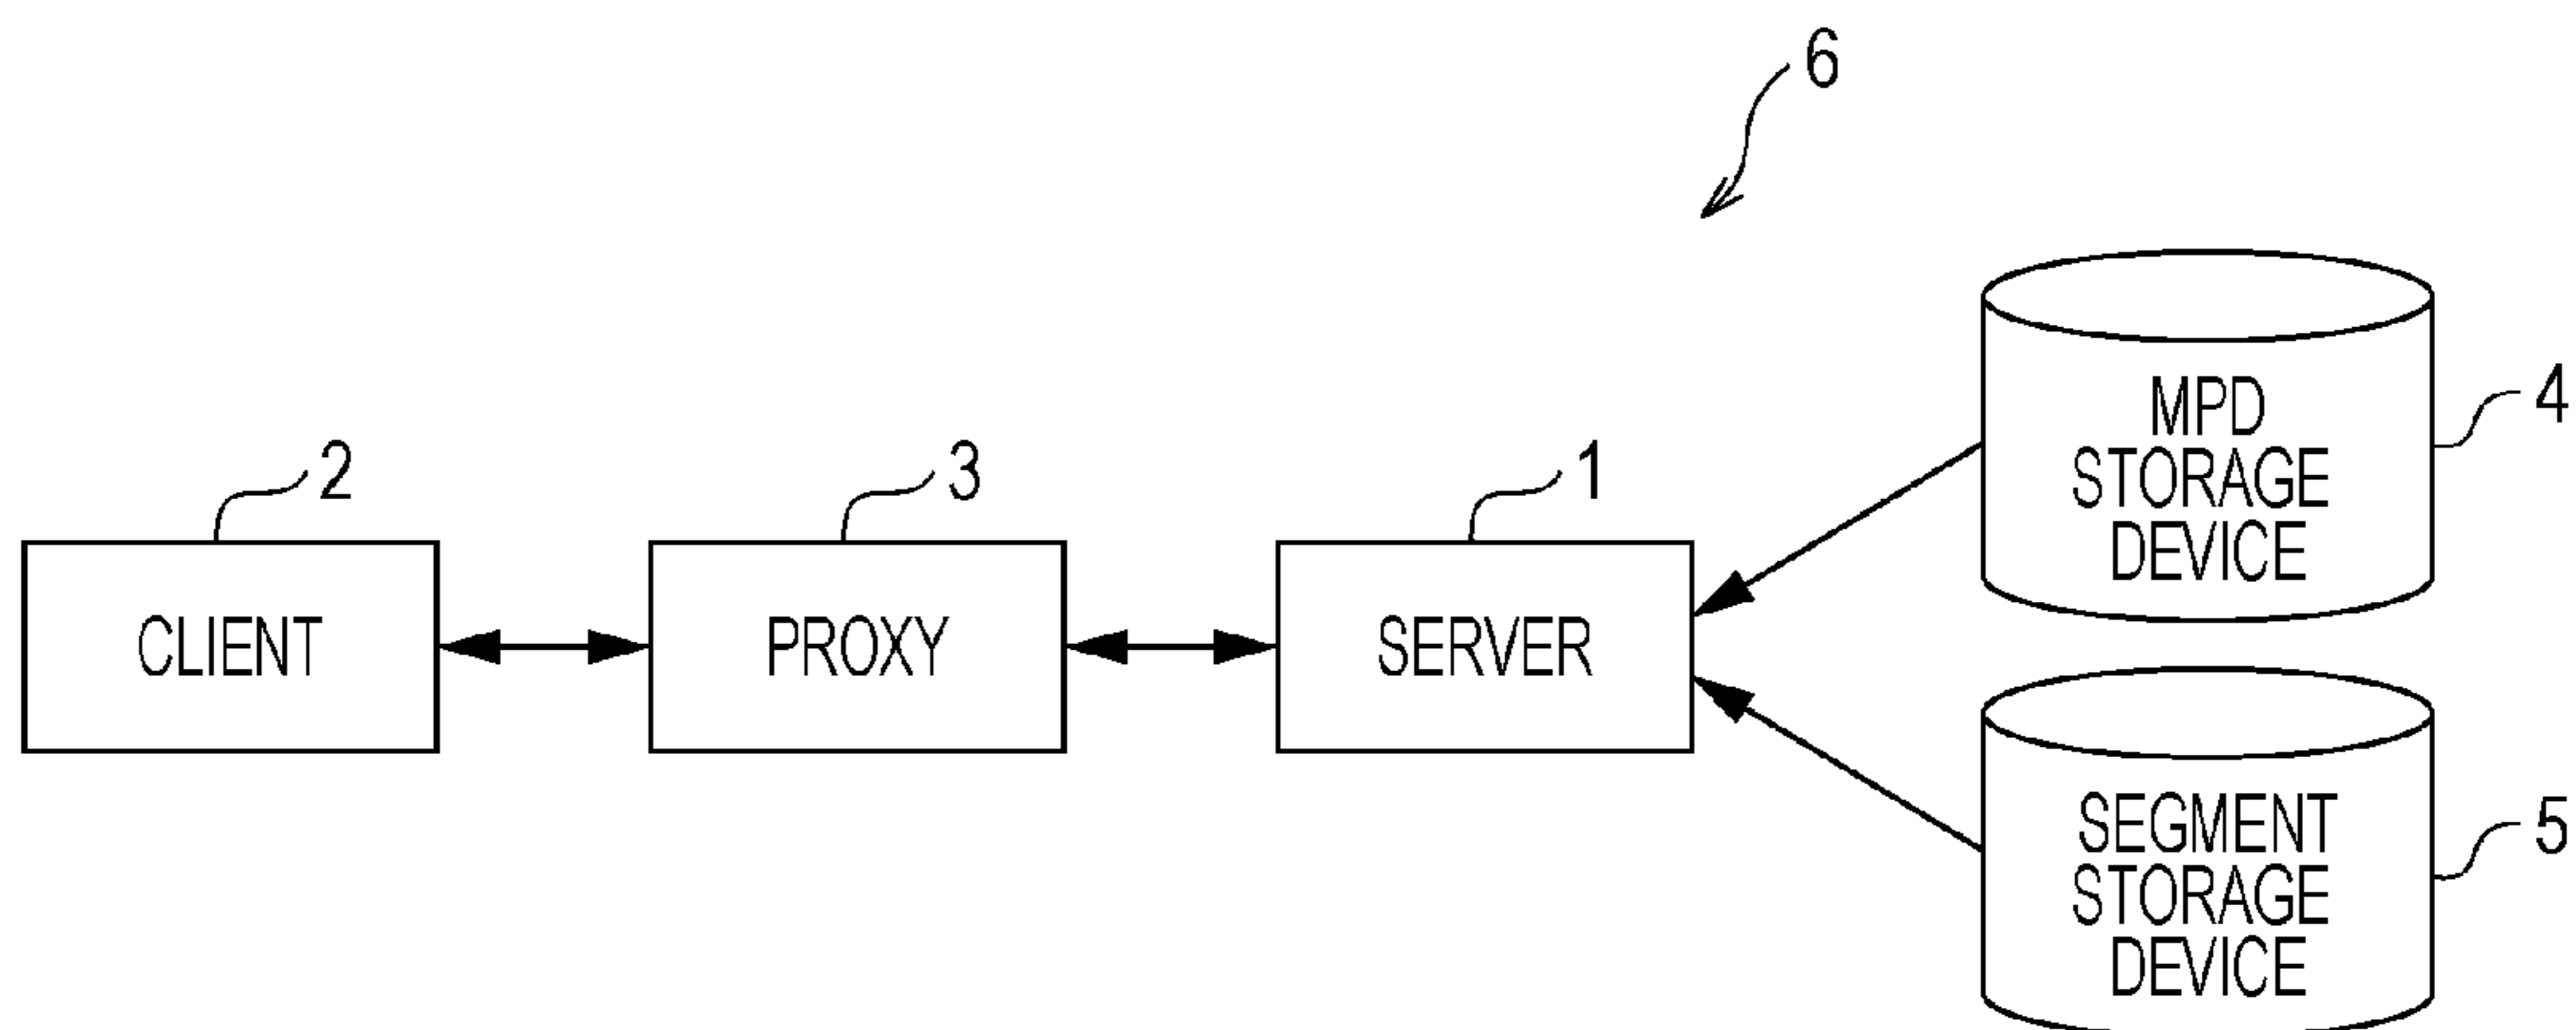 6
2
3
1
4
5
CLIENT
PROXY
SERVER
MPD
STORAGE
DEVICE
SEGMENT
STORAGE
DEVICE